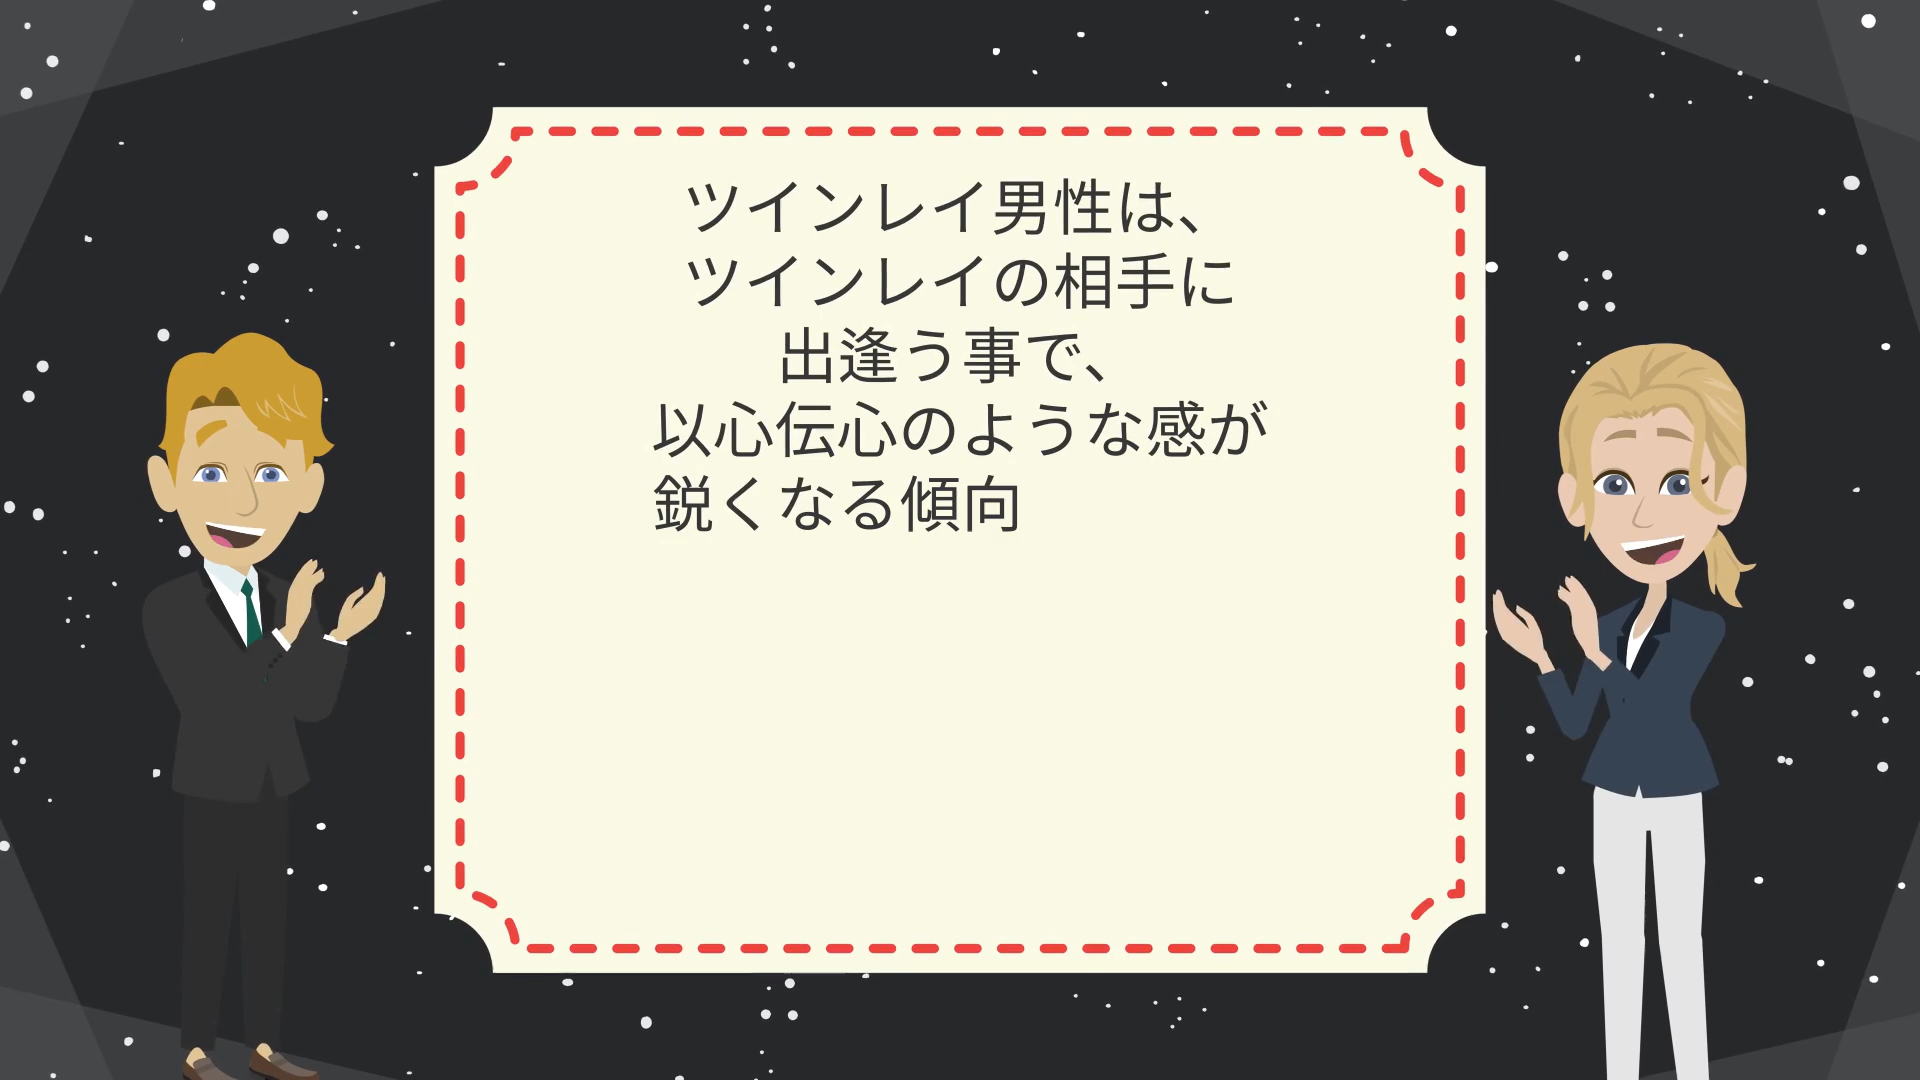 ツインレイ男性は、
ツインレイの相手に
出逢う事で、
以心伝心のような感が
鋭くなる傾向